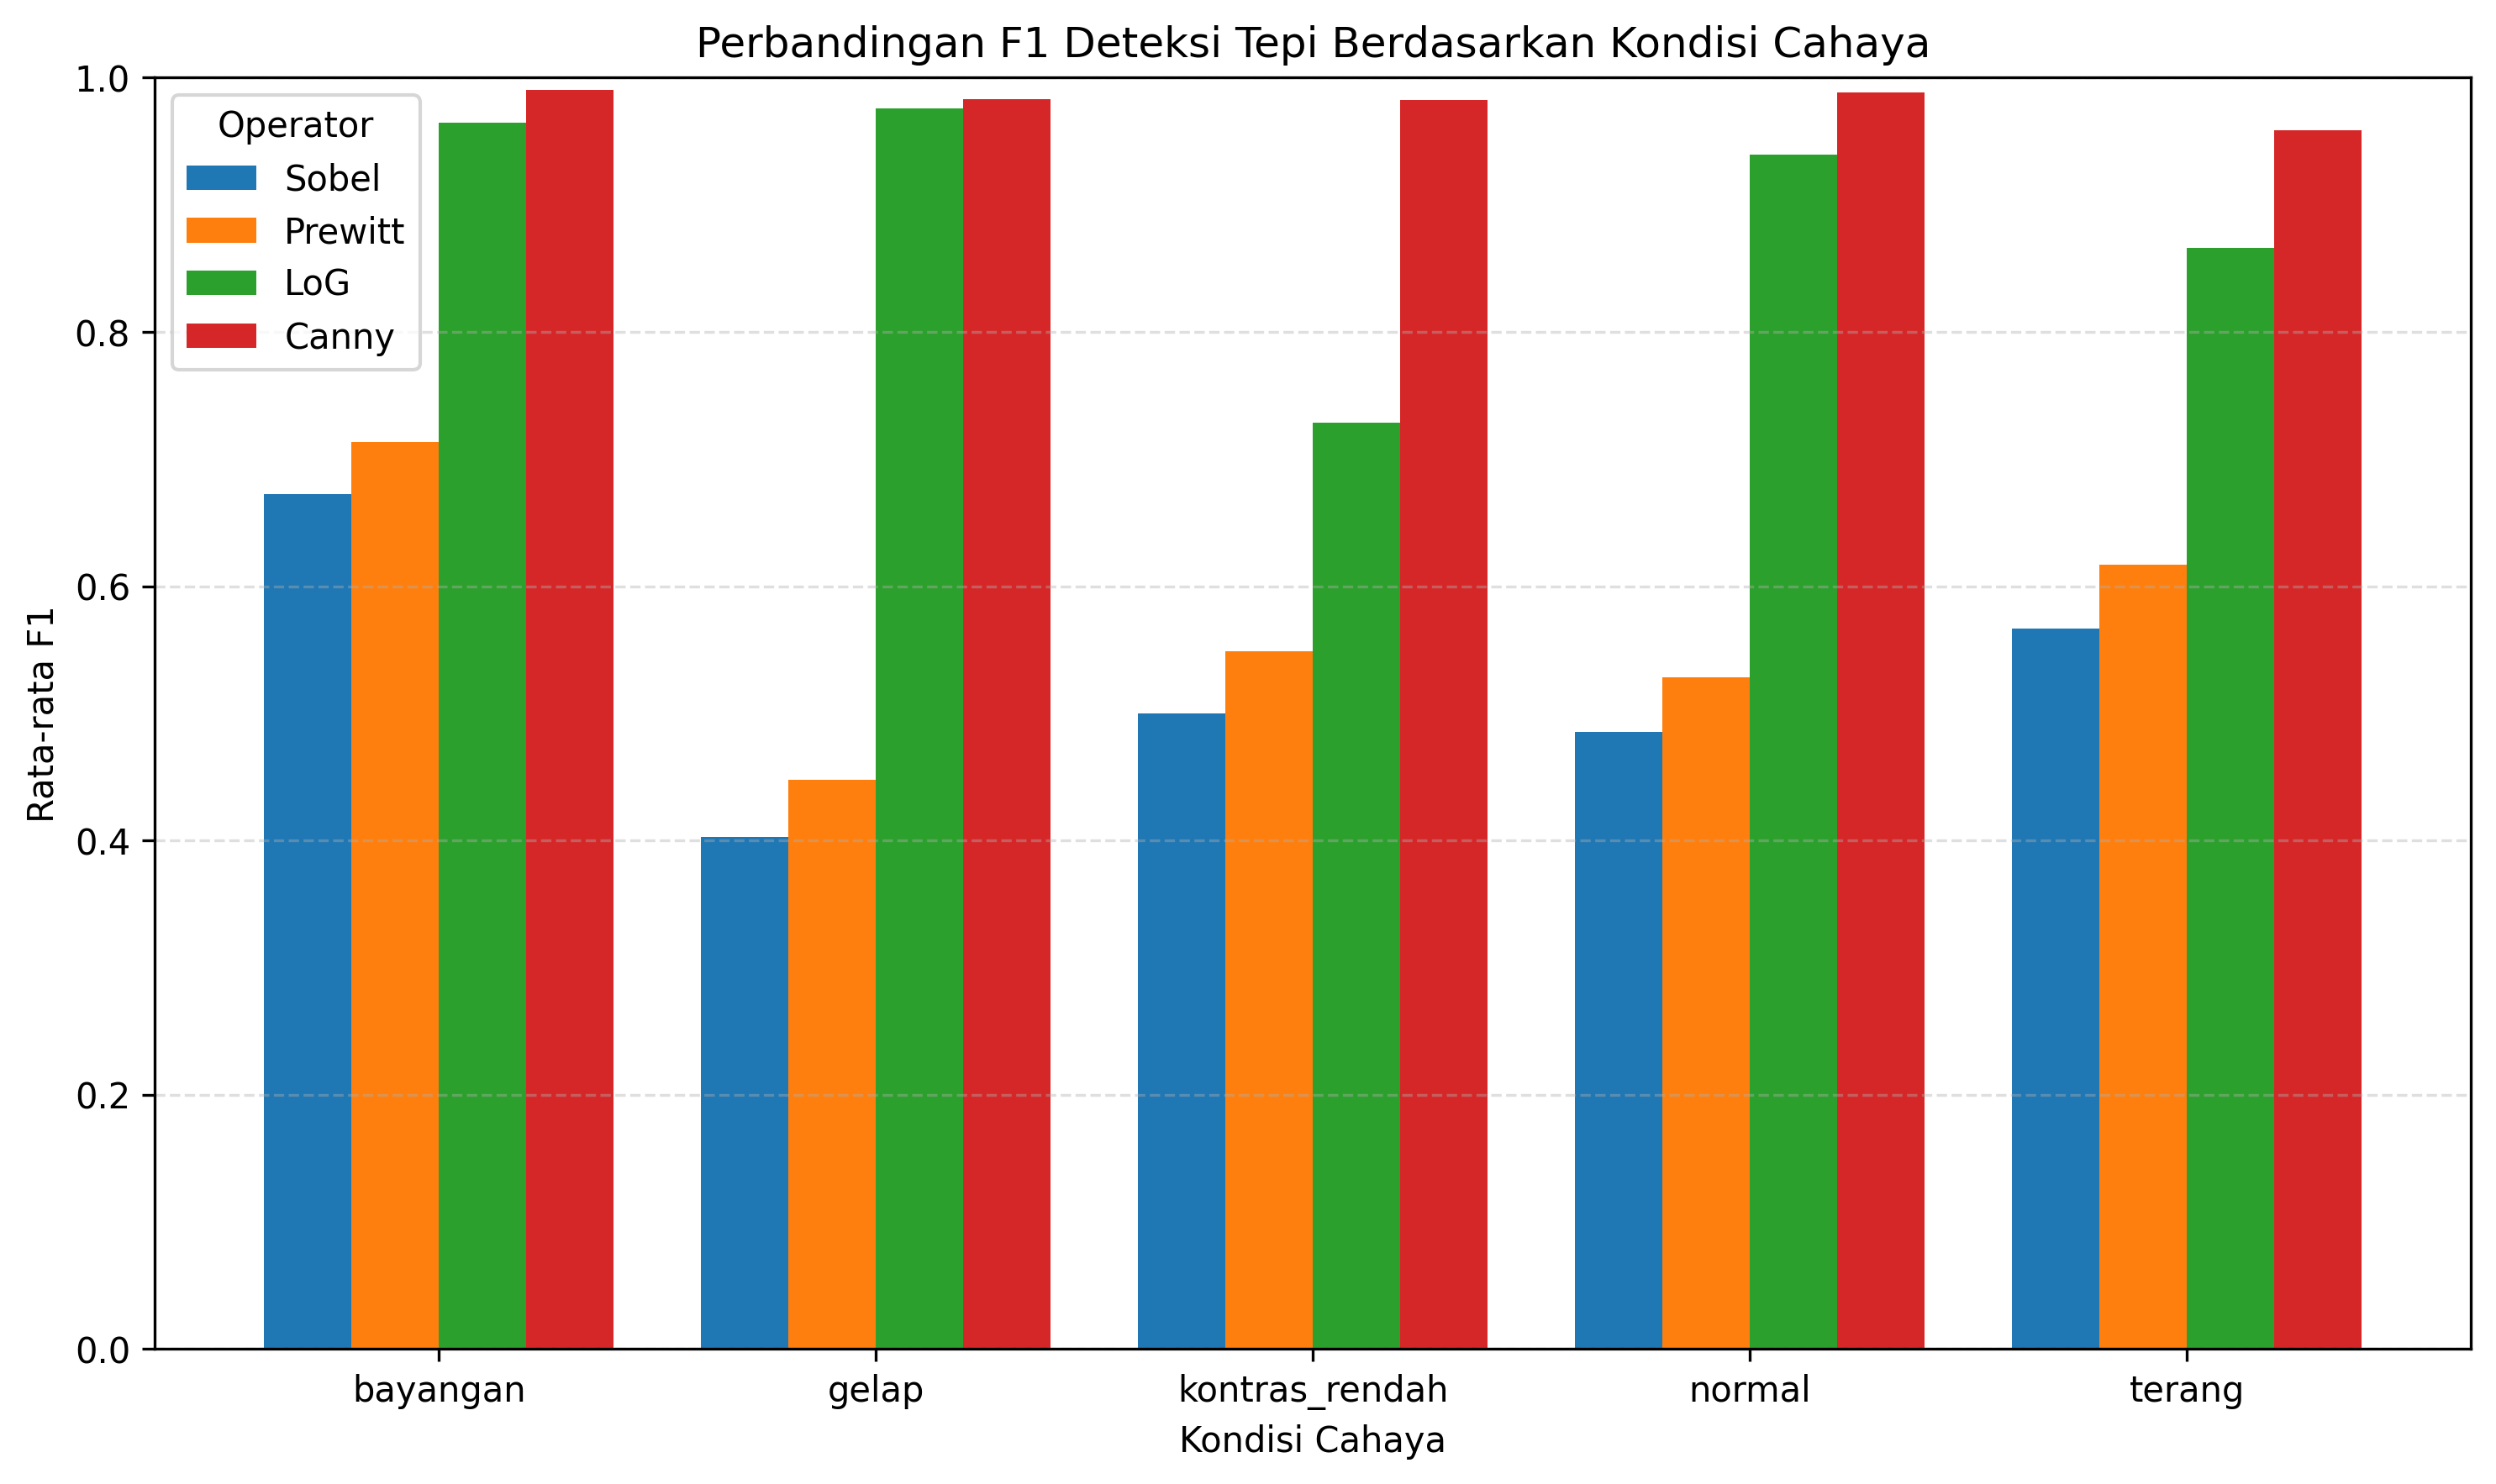 Perbandingan F1 Deteksi Tepi Berdasarkan Kondisi Cahaya
1.0
0.8
0.6
0.4
0.2
0.0
Rata-rata F1
Operator
Sobel
Prewitt
LoG
Canny
bayangan gelap kontras_rendah normal terang
Kondisi Cahaya